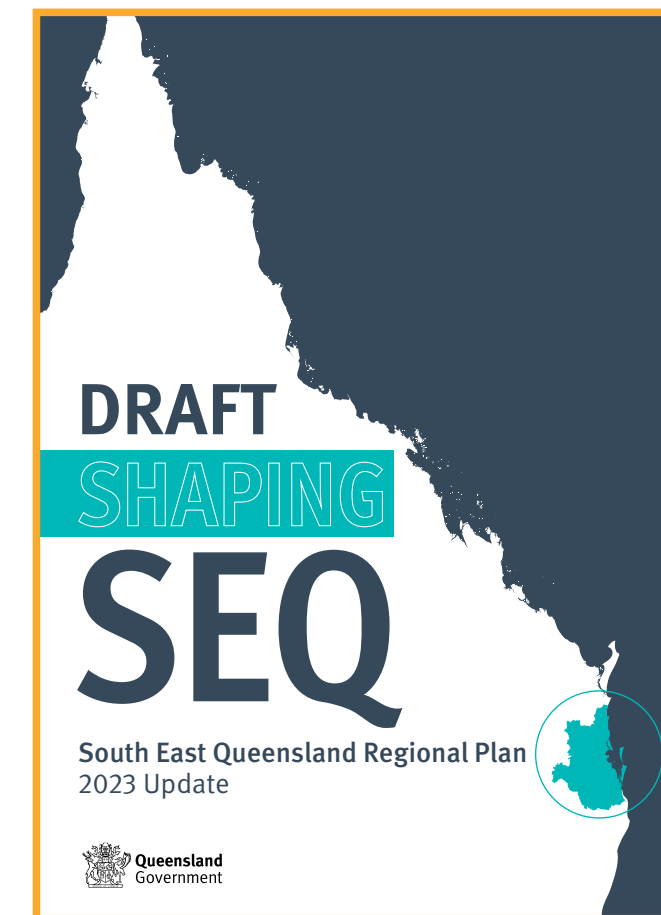 DRAFT
SHAPING
SEQ
South East Queensland Regional Plan
2023 Update
Queensland
Government